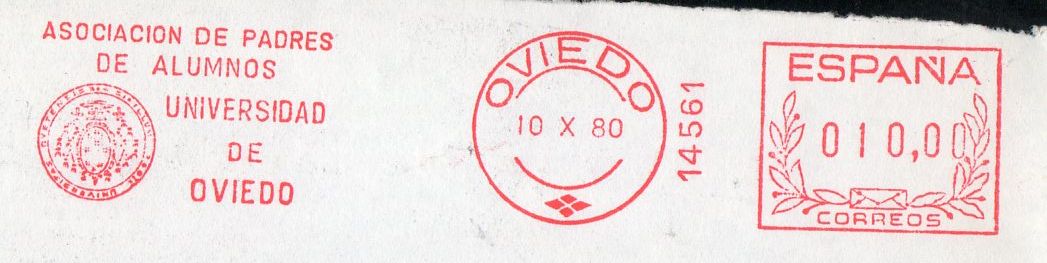 ASOCIACION DE PADRES
DE ALUMNOS
UNIVERSIDAD
DE
OVIEDO
OVIEDO
10 X 80
14561
ESPAÑA
010,00
CORREOS